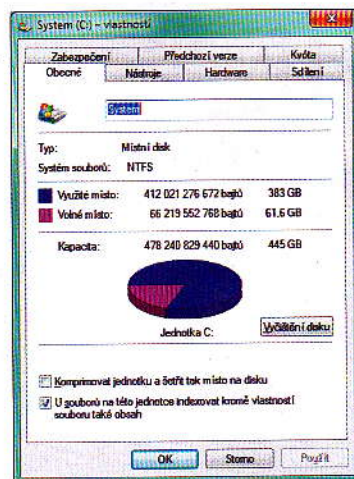 System (C:) – vlastnosti
Zabezpečení Předchozí verze Kvóta
Obecné Nástroje Hardware Sdílení
System
Typ: Místní disk
Systém souborů: NTFS
Využité místo: 412 021 276 672 bajtů 383 GB
Volné místo: 66 219 552 768 bajtů 61,6 GB
Kapacita: 478 240 829 440 bajtů 445 GB
Jednotka C: Vyčištění disku
Komprimovat jednotku a šetřit tak místo na disku
U souborů na této jednotce indexovat kromě vlastností
souboru také obsah
OK Storno Použít